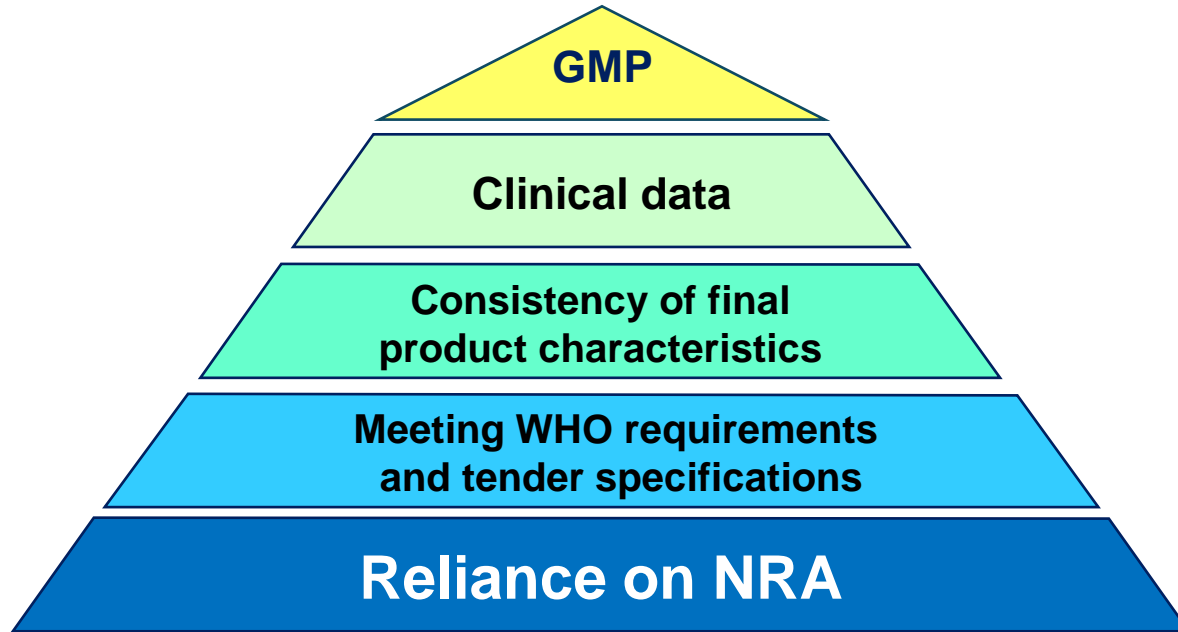 GMP
Clinical data
Consistency of final
product characteristics
Meeting WHO requirements
and tender specifications
Reliance on NRA